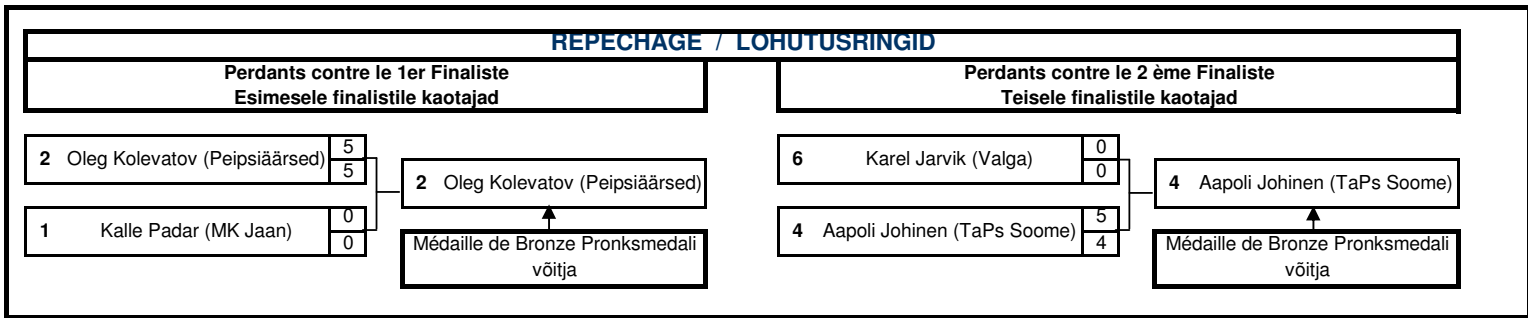 REPECHAGE / LOHUTUSRINGID
Perdants contre le 1er Finaliste
Esimesele finalistile kaotajad
Perdants contre le 2 ème Finaliste
Teisele finalistile kaotajad
2 Oleg Kolevatov (Peipsiäärsed) 5
5
2 Oleg Kolevatov (Peipsiäärsed)
1 Kalle Padar (MK Jaan) 0
0
Médaille de Bronze Pronksmedali
võitja
6 Karel Jarvik (Valga) 0
0
4 Aapoli Johinen (TaPs Soome)
4 Aapoli Johinen (TaPs Soome) 5
4
Médaille de Bronze Pronksmedali
võitja